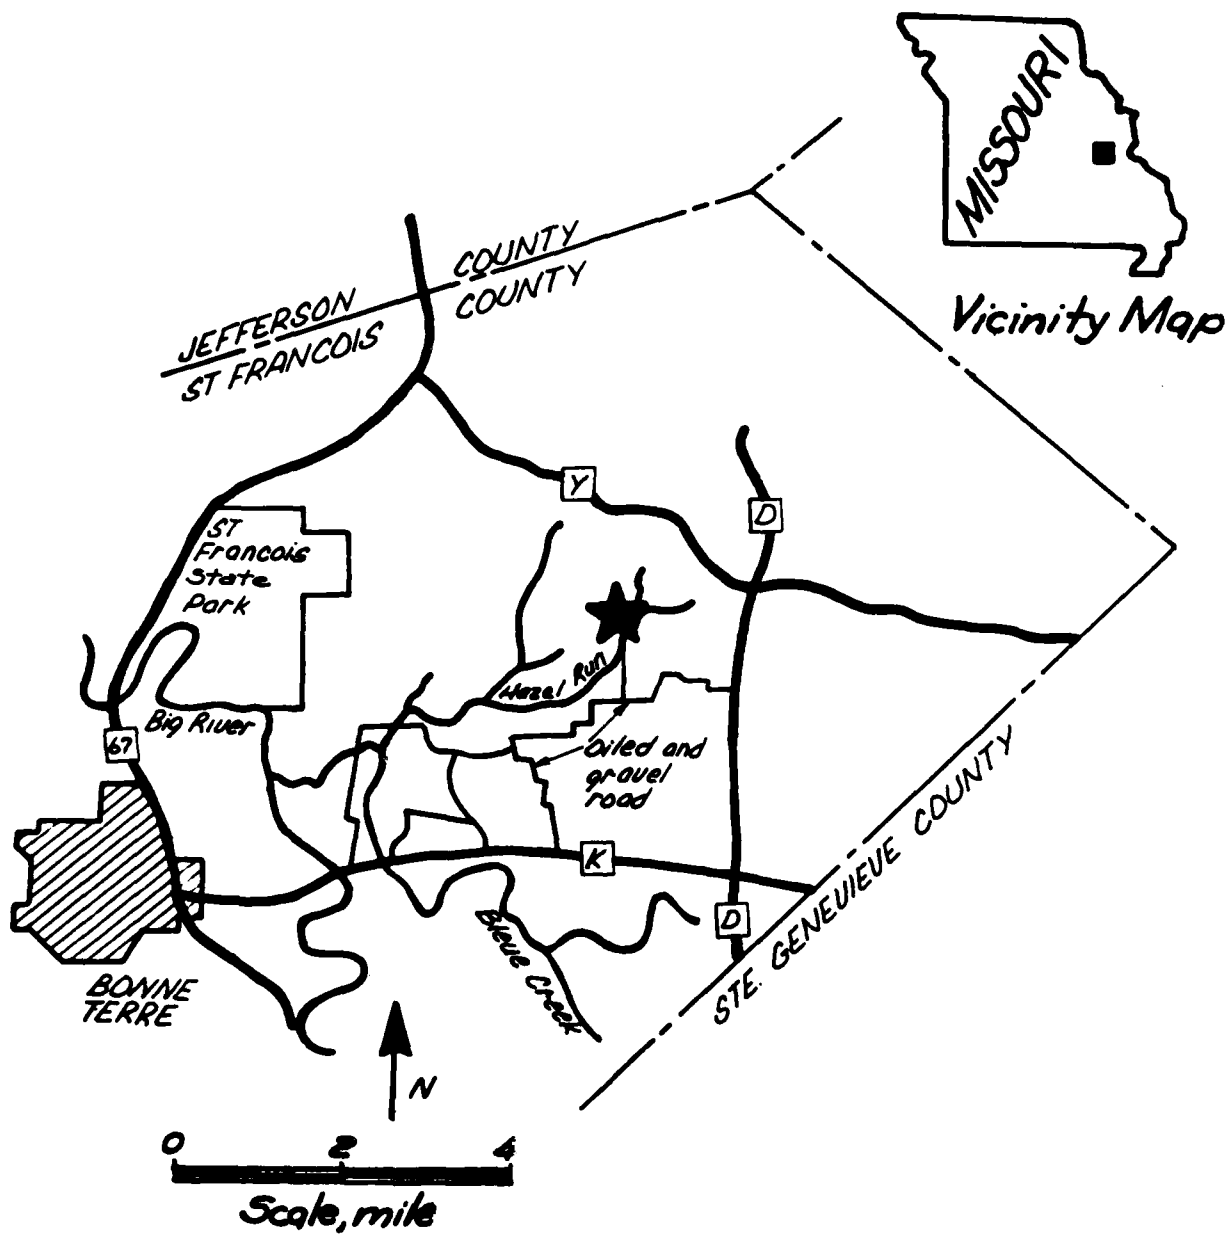 MISSOURI
Vicinity Map
JEFFERSON COUNTY
ST FRANCOIS COUNTY
Y
D
ST
Francois
State
Park
Hazel Run
Big River
67
Oiled and
gravel
road
K
D
STE. GENEVIEVE COUNTY
Bleue Creek
BONNE
TERRE
N
0 2 4
Scale, mile